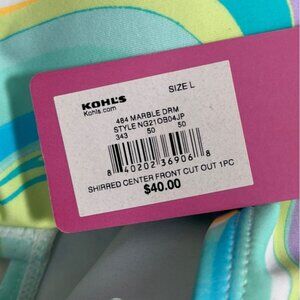 KOHL'S SIZE L
Kohls.com
484 MARBLE DRM
STYLE NG21OB04JP
343 50 50
8 40202 36906 8
SHIRRED CENTER FRONT CUT OUT 1PC
$40.00